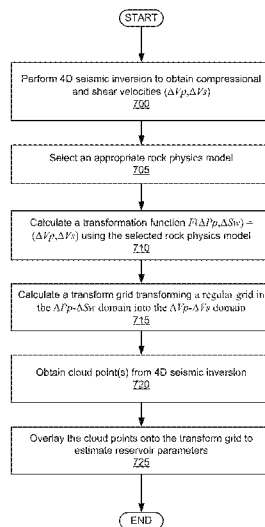 START
Perform 4D seismic inversion to obtain compressional
and shear velocities (ΔVp,ΔVs)
700
Select an appropriate rock physics model
705
Calculate a transformation function F(ΔPp,ΔSw) =
(ΔVp,ΔVs) using the selected rock physics model
710
Calculate a transform grid transforming a regular grid in
the ΔPp-ΔSw domain into the ΔVp-ΔVs domain
715
Obtain cloud point(s) from 4D seismic inversion
720
Overlay the cloud points onto the transform grid to
estimate reservoir parameters
725
END